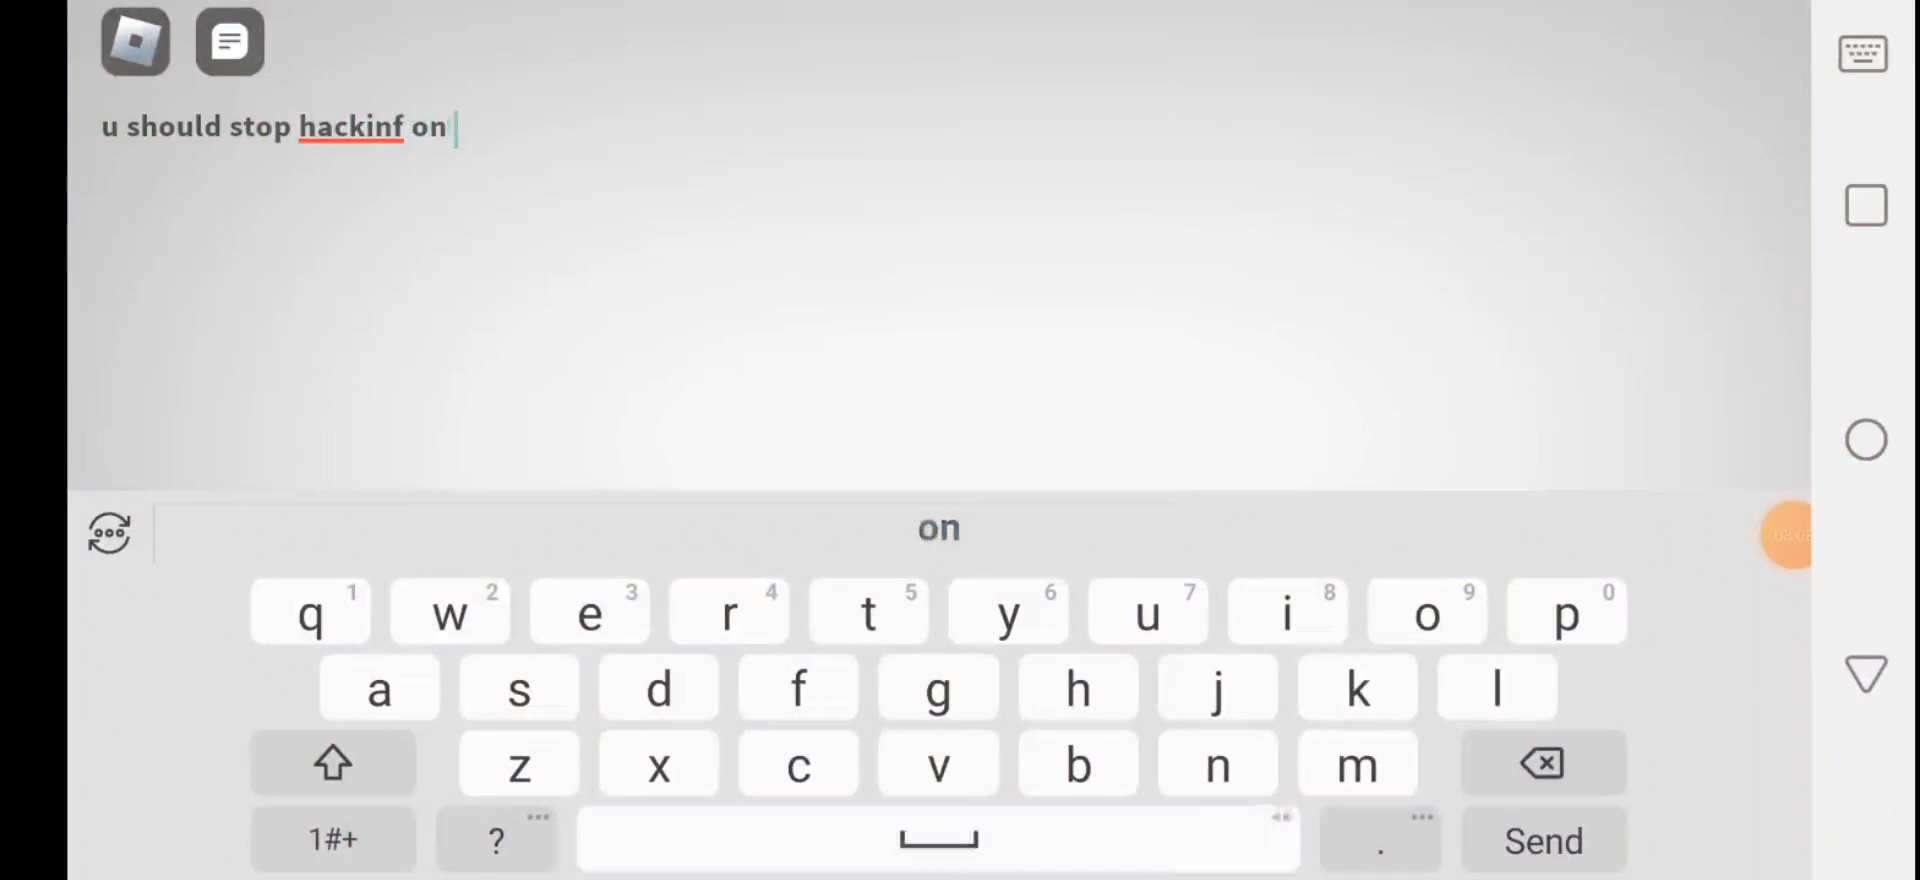 u should stop hackinf on
on
q 1 w 2 e 3 r 4 t 5 y 6 u 7 i 8 o 9 p 0
a s d f g h j k l
z x c v b n m
1#+ ? . Send